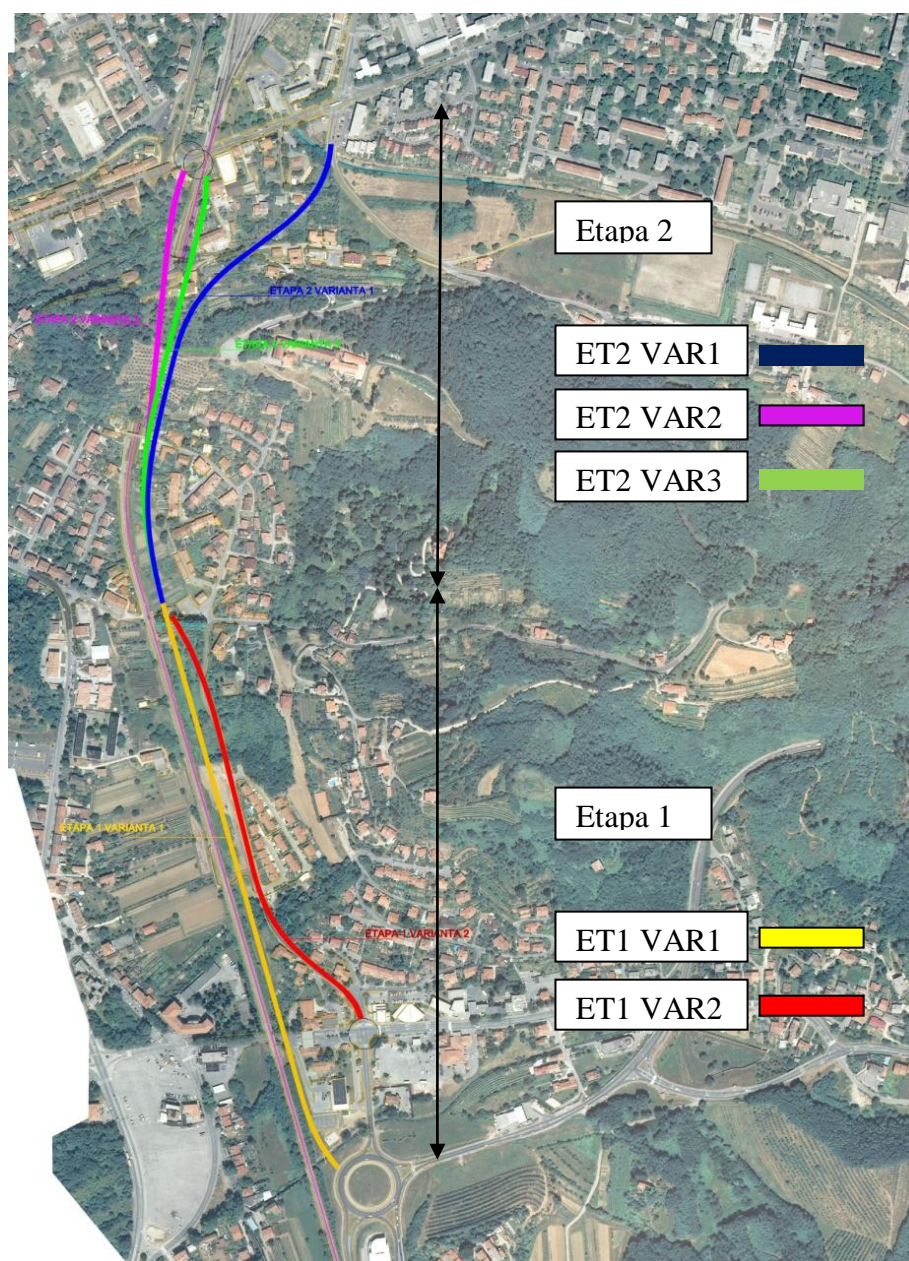 Etapa 2
ETAPA 2 VARIANTA 1
ET2 VAR1
ET2 VAR2
ET2 VAR3
Etapa 1
ETAPA 1 VARIANTA 1
ETAPA 1 VARIANTA 2
ET1 VAR1
ET1 VAR2